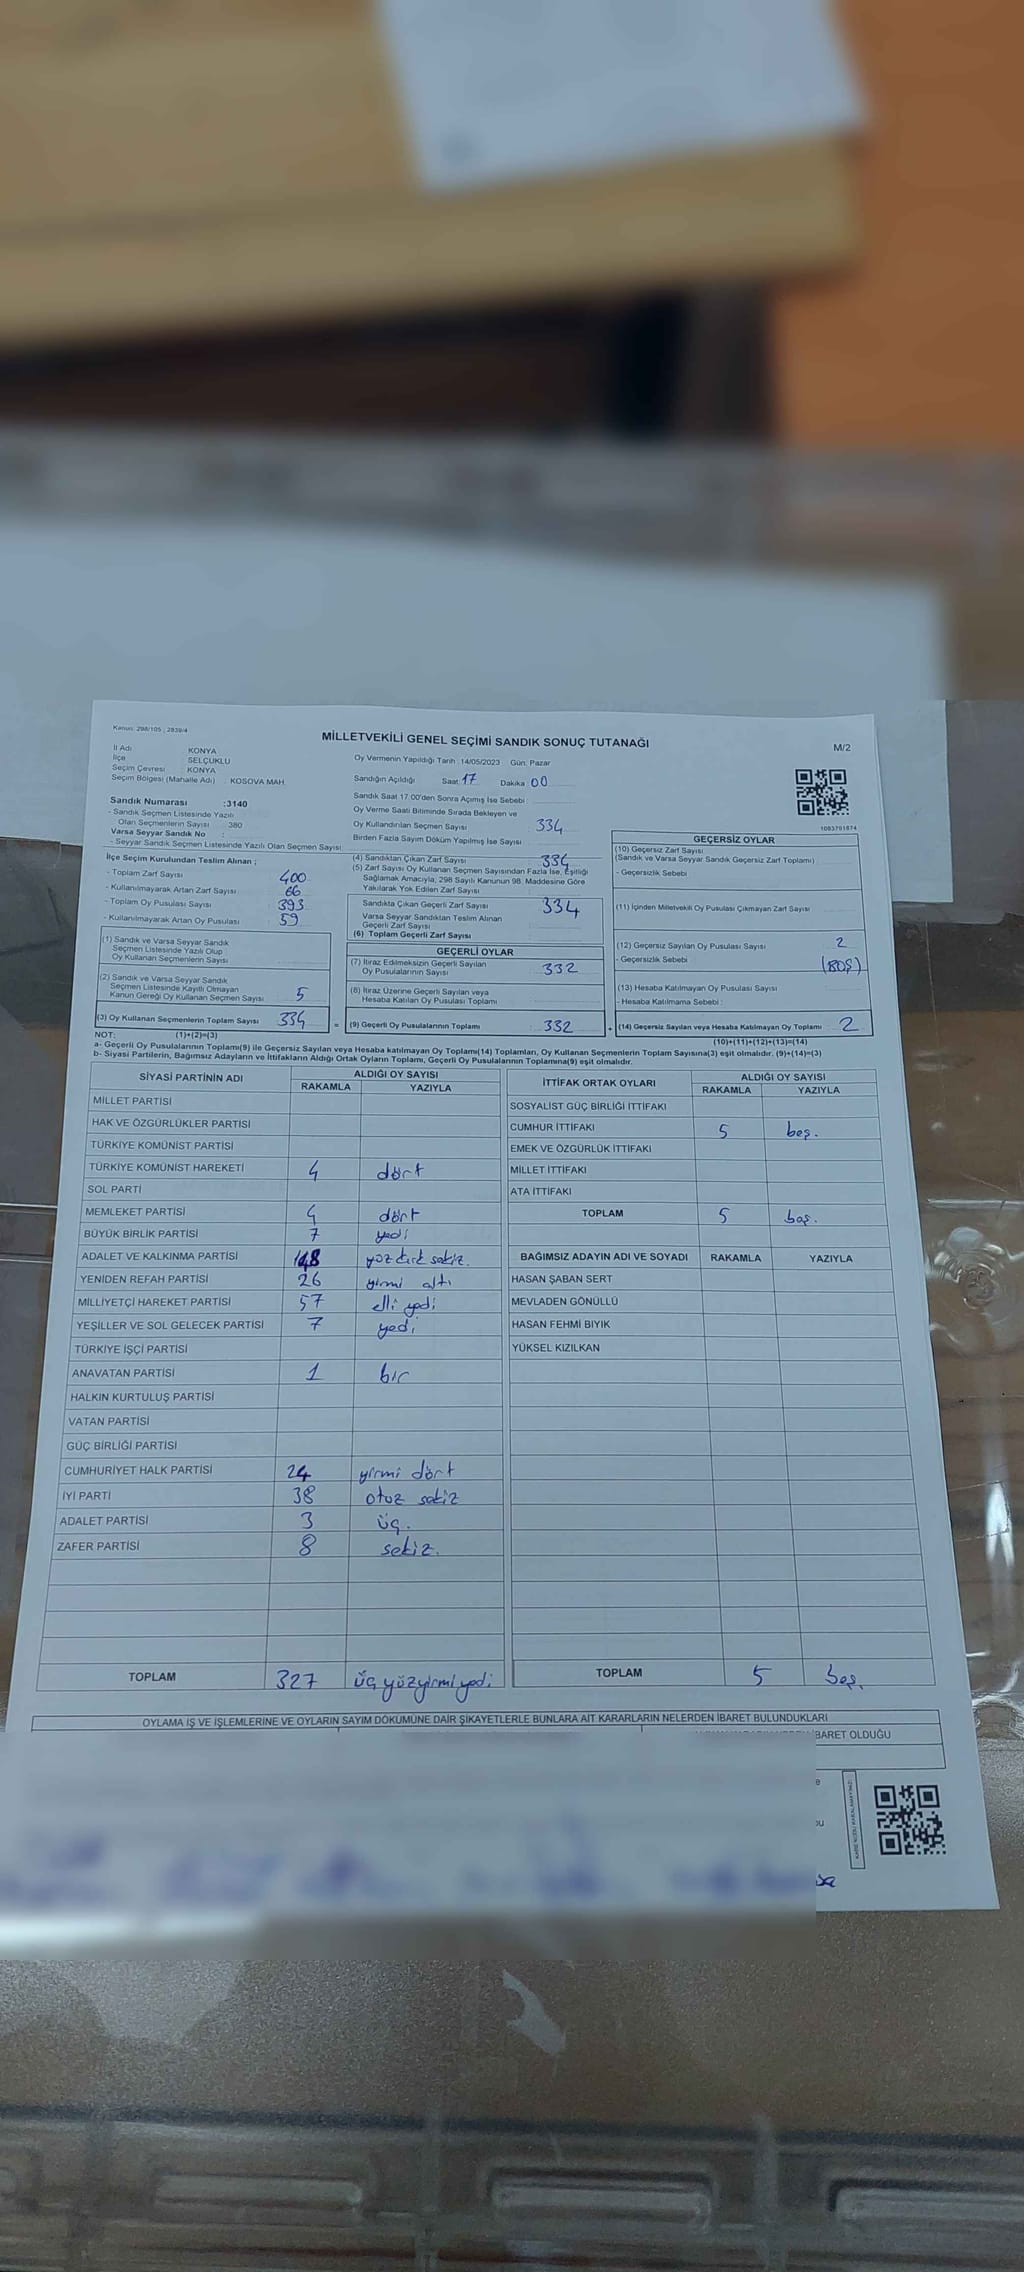 Kanun: 298/105 ; 2839/4
MİLLETVEKİLİ GENEL SEÇİMİ SANDIK SONUÇ TUTANAĞI
M/2
İl Adı KONYA
İlçe SELÇUKLU
Seçim Çevresi KONYA
Seçim Bölgesi (Mahalle Adı) : KOSOVA MAH.
Oy Vermenin Yapıldığı Tarih : 14/05/2023 Gün: Pazar
Sandığın Açıldığı Saat: 17 Dakika : 00
Sandık Saat 17.00'den Sonra Açımış İse Sebebi :
Oy Verme Saati Bitiminde Sırada Bekleyen ve
Oy Kullandırılan Seçmen Sayısı 334
Birden Fazla Sayım Döküm Yapılmış İse Sayısı
Sandık Numarası :3140
- Sandık Seçmen Listesinde Yazılı
Olan Seçmenlerin Sayısı : 380
Varsa Seyyar Sandık No :
- Seyyar Sandık Seçmen Listesinde Yazılı Olan Seçmen Sayısı
İlçe Seçim Kurulundan Teslim Alınan ;
- Toplam Zarf Sayısı 400
- Kullanılmayarak Artan Zarf Sayısı 66
- Toplam Oy Pusulası Sayısı 393
- Kullanılmayarak Artan Oy Pusulası 59
(1) Sandık ve Varsa Seyyar Sandık
Seçmen Listesinde Yazılı Olup
Oy Kullanan Seçmenlerin Sayısı
(2) Sandık ve Varsa Seyyar Sandık
Seçmen Listesinde Kayıtlı Olmayan
Kanun Gereği Oy Kullanan Seçmen Sayısı 5
(3) Oy Kullanan Seçmenlerin Toplam Sayısı 334
(4) Sandıktan Çıkan Zarf Sayısı 334
(5) Zarf Sayısı Oy Kullanan Seçmen Sayısından Fazla İse, Eşitliği
Sağlamak Amacıyla, 298 Sayılı Kanunun 98. Maddesine Göre
Yakılarak Yok Edilen Zarf Sayısı
Sandıkta Çıkan Geçerli Zarf Sayısı 334
Varsa Seyyar Sandıktan Teslim Alınan
Geçerli Zarf Sayısı
(6) Toplam Geçerli Zarf Sayısı
GEÇERLİ OYLAR
(7) İtiraz Edilmeksizin Geçerli Sayılan
Oy Pusulalarının Sayısı 332
(8) İtiraz Üzerine Geçerli Sayılan veya
Hesaba Katılan Oy Pusulası Toplamı
= (9) Geçerli Oy Pusulalarının Toplamı 332
1083701874
GEÇERSİZ OYLAR
(10) Geçersiz Zarf Sayısı
(Sandık ve Varsa Seyyar Sandık Geçersiz Zarf Toplamı)
- Geçersizlik Sebebi
(11) İçinden Milletvekili Oy Pusulası Çıkmayan Zarf Sayısı
(12) Geçersiz Sayılan Oy Pusulası Sayısı 2
- Geçersizlik Sebebi (BOŞ)
(13) Hesaba Katılmayan Oy Pusulası Sayısı
- Hesaba Katılmama Sebebi :
+ (14) Geçersiz Sayılan veya Hesaba Katılmayan Oy Toplamı 2
NOT: (1)+(2)=(3) (10)+(11)+(12)+(13)=(14)
a- Geçerli Oy Pusulalarının Toplamı(9) ile Geçersiz Sayılan veya Hesaba katılmayan Oy Toplamı(14) Toplamları, Oy Kullanan Seçmenlerin Toplam Sayısına(3) eşit olmalıdır. (9)+(14)=(3)
b- Siyasi Partilerin, Bağımsız Adayların ve İttifakların Aldığı Ortak Oyların Toplamı, Geçerli Oy Pusulalarının Toplamına(9) eşit olmalıdır.
SİYASİ PARTİNİN ADI ALDIĞI OY SAYISI
RAKAMLA YAZIYLA
MİLLET PARTİSİ
HAK VE ÖZGÜRLÜKLER PARTİSİ
TÜRKİYE KOMÜNİST PARTİSİ
TÜRKİYE KOMÜNİST HAREKETİ 4 dört
SOL PARTİ
MEMLEKET PARTİSİ 4 dört
BÜYÜK BİRLİK PARTİSİ 7 yedi
ADALET VE KALKINMA PARTİSİ 148 yüz kırk sekiz.
YENİDEN REFAH PARTİSİ 26 yirmi altı
MİLLİYETÇİ HAREKET PARTİSİ 57 elli yedi
YEŞİLLER VE SOL GELECEK PARTİSİ 7 yedi
TÜRKİYE İŞÇİ PARTİSİ
ANAVATAN PARTİSİ 1 bir
HALKIN KURTULUŞ PARTİSİ
VATAN PARTİSİ
GÜÇ BİRLİĞİ PARTİSİ
CUMHURİYET HALK PARTİSİ 24 yirmi dört
İYİ PARTİ 38 otuz sekiz
ADALET PARTİSİ 3 üç.
ZAFER PARTİSİ 8 sekiz.
TOPLAM 327 üç yüzyirmi yedi
İTTİFAK ORTAK OYLARI ALDIĞI OY SAYISI
RAKAMLA YAZIYLA
SOSYALİST GÜÇ BİRLİĞİ İTTİFAKI
CUMHUR İTTİFAKI 5 beş.
EMEK VE ÖZGÜRLÜK İTTİFAKI
MİLLET İTTİFAKI
ATA İTTİFAKI
TOPLAM 5 beş.
BAĞIMSIZ ADAYIN ADI VE SOYADI RAKAMLA YAZIYLA
HASAN ŞABAN SERT
MEVLADEN GÖNÜLLÜ
HASAN FEHMİ BIYIK
YÜKSEL KIZILKAN
TOPLAM 5 beş.
OYLAMA İŞ VE İŞLEMLERİNE VE OYLARIN SAYIM DÖKÜMÜNE DAİR ŞİKAYETLERLE BUNLARA AİT KARARLARIN NELERDEN İBARET BULUNDUKLARI
İBARET OLDUĞU